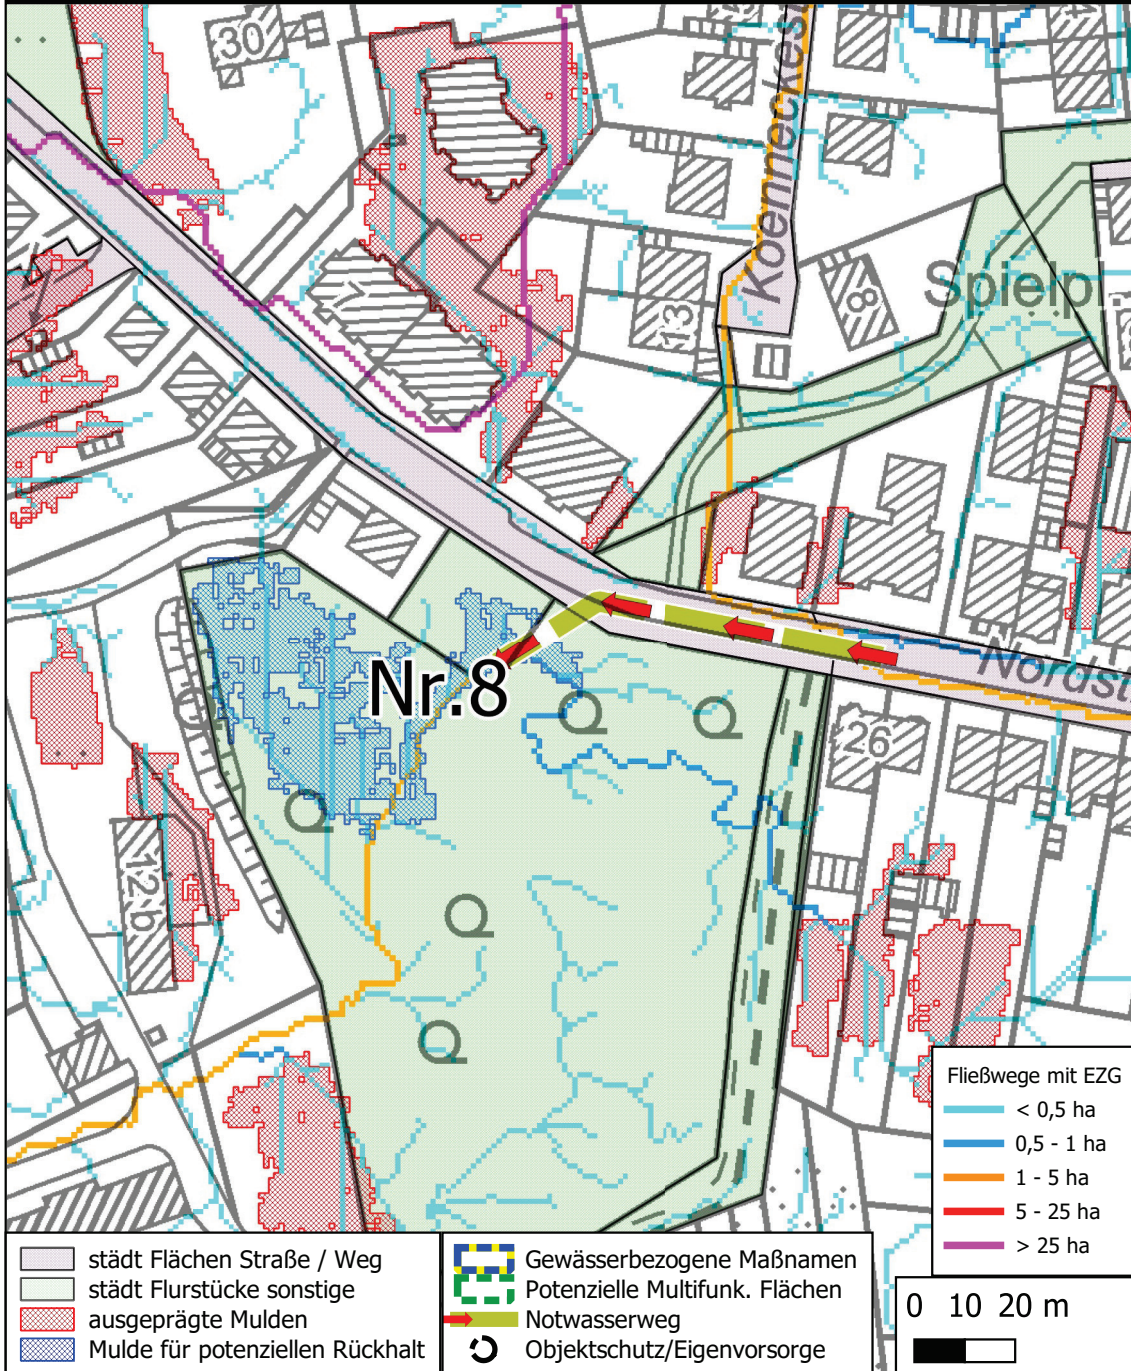 30
Koenneckes
Spielpl.
8
13
17
Nr.8
Nordst
26
12 b
Fließwege mit EZG
< 0,5 ha
0,5 - 1 ha
1 - 5 ha
5 - 25 ha
> 25 ha
städt Flächen Straße / Weg
städt Flurstücke sonstige
ausgeprägte Mulden
Mulde für potenziellen Rückhalt
Gewässerbezogene Maßnamen
Potenzielle Multifunk. Flächen
Notwasserweg
Objektschutz/Eigenvorsorge
0 10 20 m